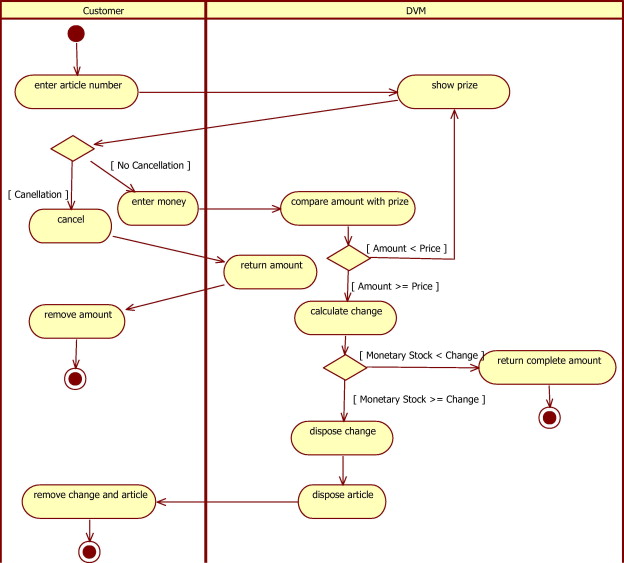 Customer
DVM
enter article number
show prize
[ No Cancellation ]
[ Canellation ]
enter money
compare amount with prize
cancel
[ Amount < Price ]
return amount
[ Amount >= Price ]
remove amount
calculate change
[ Monetary Stock < Change ]
return complete amount
[ Monetary Stock >= Change ]
dispose change
remove change and article
dispose article